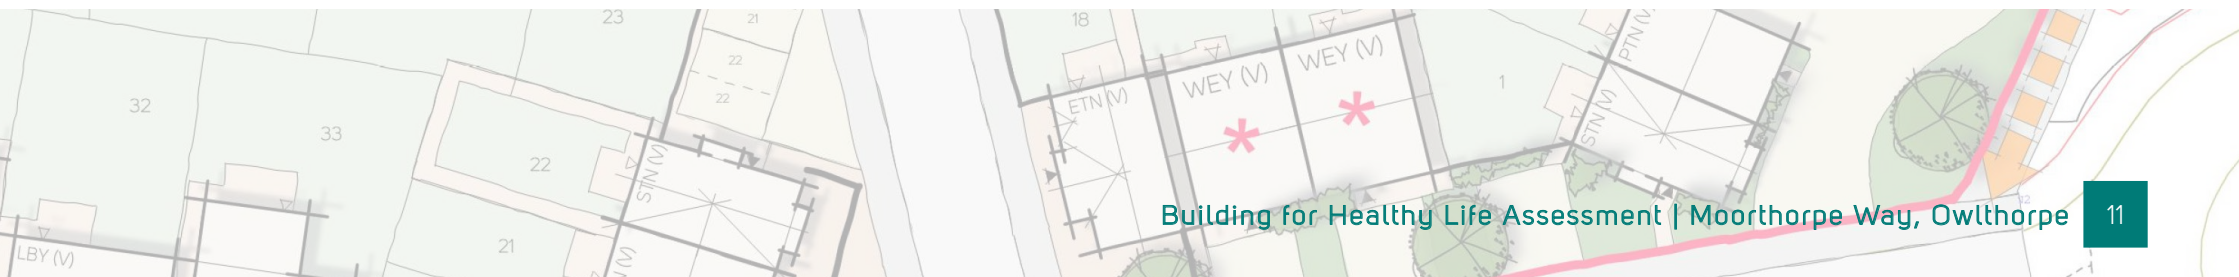 23
21
18
22
WEY (V)
WEY (V)
PTN (V)
32
22
ETN (V)
1
33
STN (V)
22
STN (V)
Building for Healthy Life Assessment | Moorthorpe Way, Owlthorpe
11
21
LBY (V)